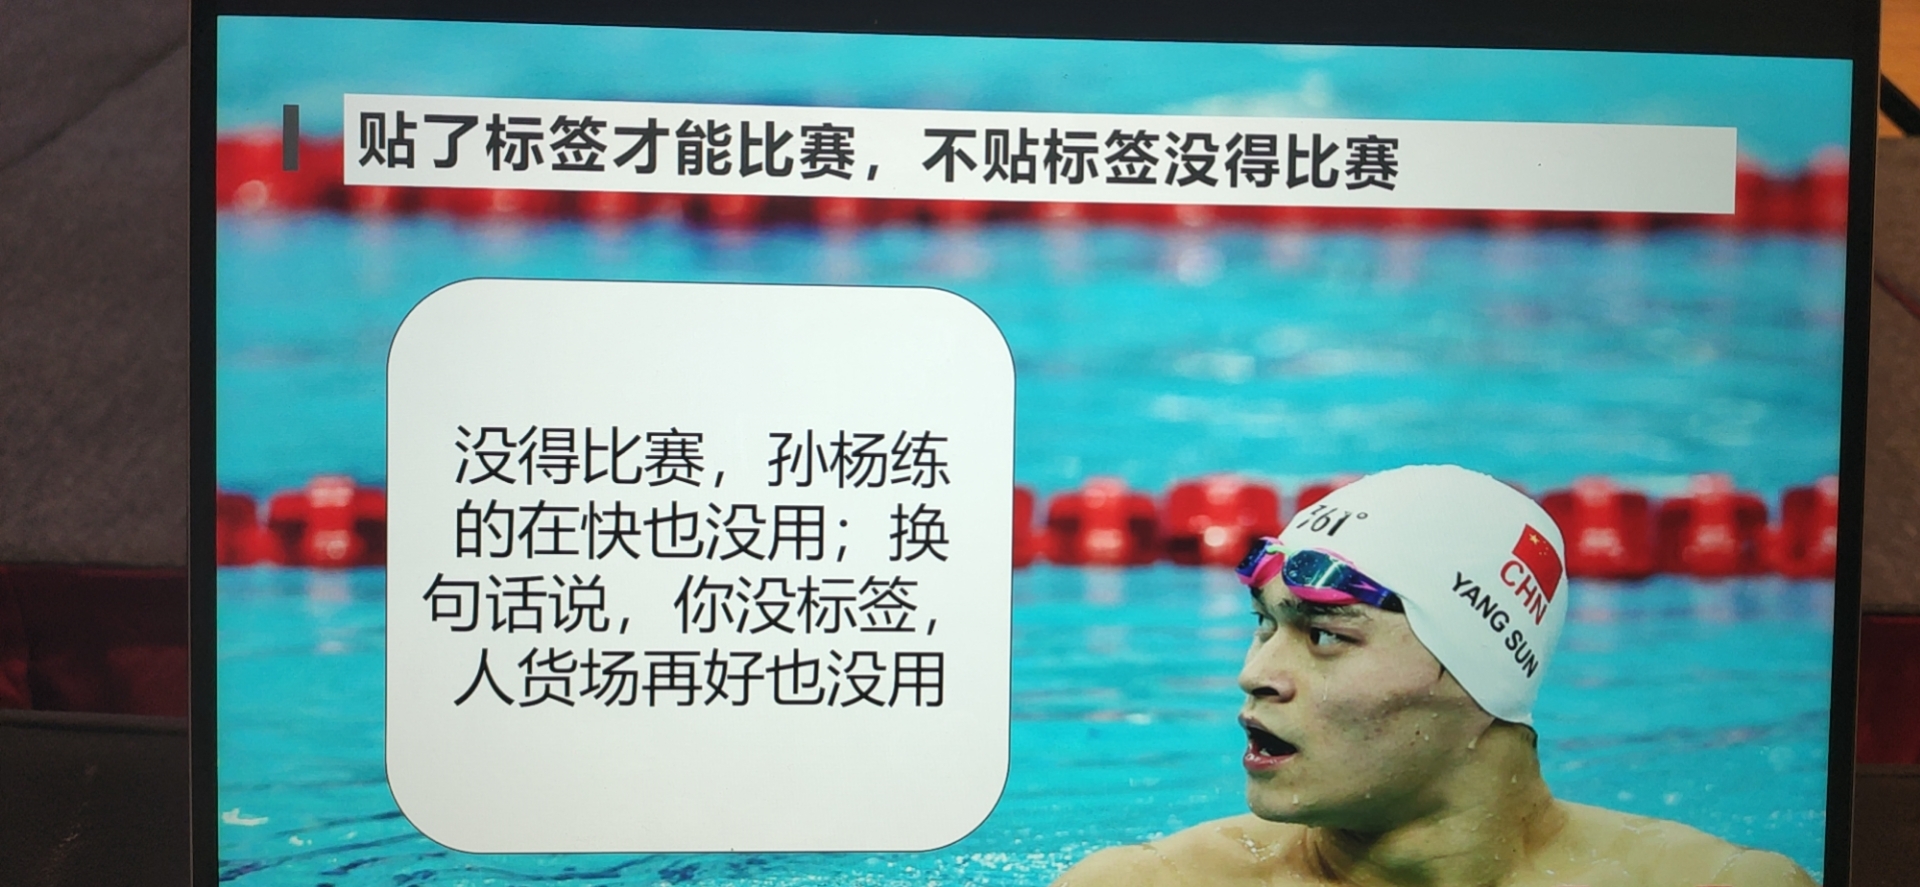 贴了标签才能比赛，不贴标签没得比赛
没得比赛，孙杨练
的在快也没用；换
句话说，你没标签，
人货场再好也没用
361°
CHN
YANG SUN